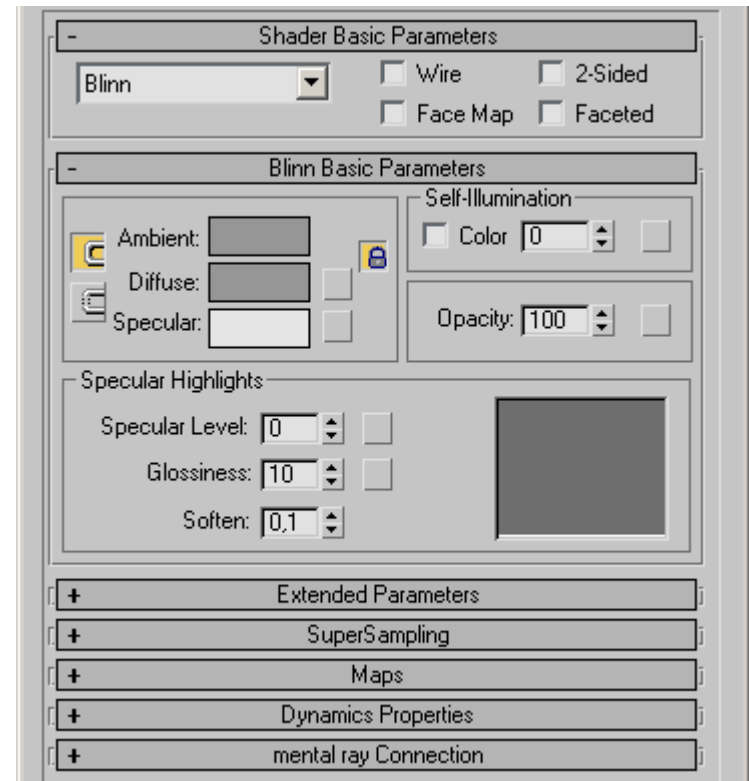 - Shader Basic Parameters
Blinn Wire 2-Sided
Face Map Faceted
- Blinn Basic Parameters
Self-Illumination
Ambient: Color 0
Diffuse:
Specular: Opacity: 100
Specular Highlights
Specular Level: 0
Glossiness: 10
Soften: 0,1
+ Extended Parameters
+ SuperSampling
+ Maps
+ Dynamics Properties
+ mental ray Connection